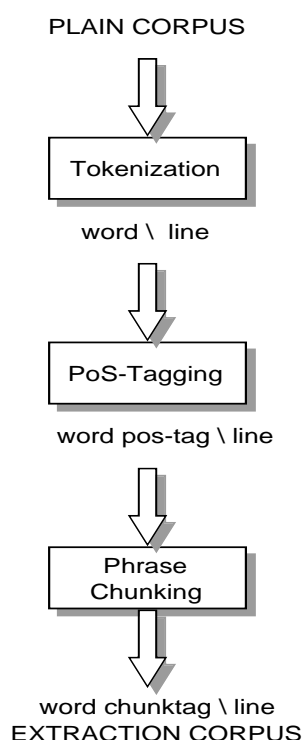 PLAIN CORPUS
Tokenization
word \ line
PoS-Tagging
word pos-tag \ line
Phrase
Chunking
word chunktag \ line
EXTRACTION CORPUS